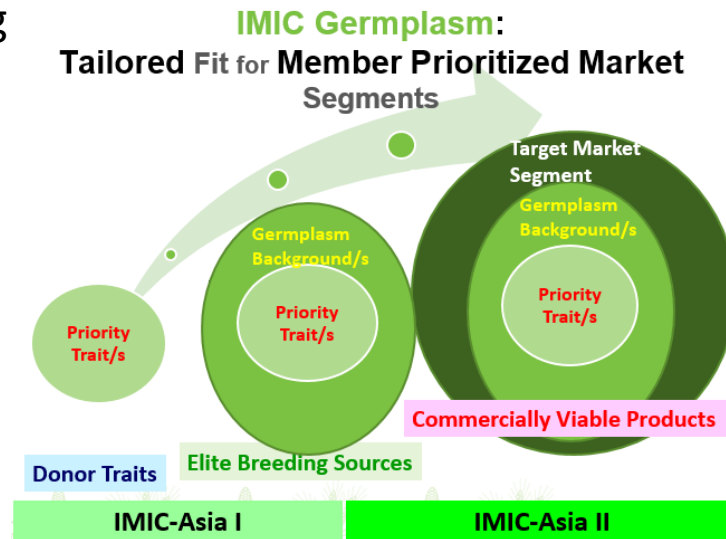 g
IMIC Germplasm:
Tailored Fit for Member Prioritized Market
Segments
Target Market
Segment
Germplasm
Background/s
Priority
Trait/s
Germplasm
Background/s
Priority
Trait/s
Priority
Trait/s
Commercially Viable Products
Elite Breeding Sources
Donor Traits
IMIC-Asia I
IMIC-Asia II